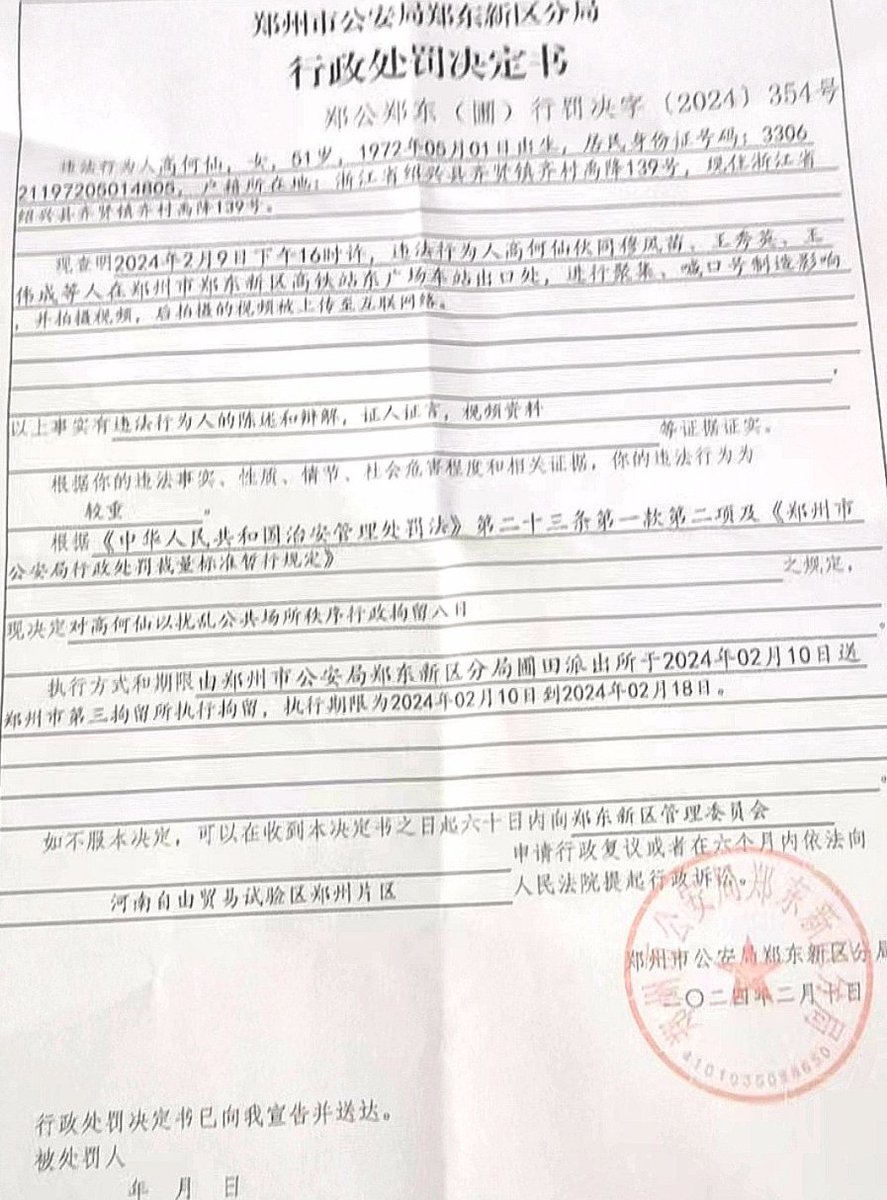 郑州市公安局郑东新区分局
行政处罚决定书
郑公郑东（圃）行罚决字（2024）354号
违法行为人高何仙，女，51岁，1972年05月01日出生，居民身份证号码：3306
21197205014805，户籍所在地：浙江省绍兴县齐贤镇齐村禹降139号，现住浙江省
绍兴县齐贤镇齐村禹降139号。
现查明2024年2月9日下午16时许，违法行为人高何仙伙同穆凤苗、王秀英、王
伟成等人在郑州市郑东新区高铁站东广场车站出口处，进行聚集、喊口号制造影响
，并拍摄视频，后拍摄的视频被上传至互联网络。
以上事实有违法行为人的陈述和辩解，证人证言，视频资料
等证据证实。
根据你的违法事实、性质、情节、社会危害程度和相关证据，你的违法行为为
较重。
根据《中华人民共和国治安管理处罚法》第二十三条第一款第二项及《郑州市
公安局行政处罚裁量标准暂行规定》
之规定，
现决定对高何仙以扰乱公共场所秩序行政拘留八日
。
执行方式和期限由郑州市公安局郑东新区分局圃田派出所于2024年02月10日送
郑州市第三拘留所执行拘留，执行期限为2024年02月10日到2024年02月18日。
。
如不服本决定，可以在收到本决定书之日起六十日内向郑东新区管理委员会
申请行政复议或者在六个月内依法向
河南自由贸易试验区郑州片区
人民法院提起行政诉讼。
郑州市公安局郑东新区分局
二〇二四年二月十日
行政处罚决定书已向我宣告并送达。
被处罚人
年 月 日